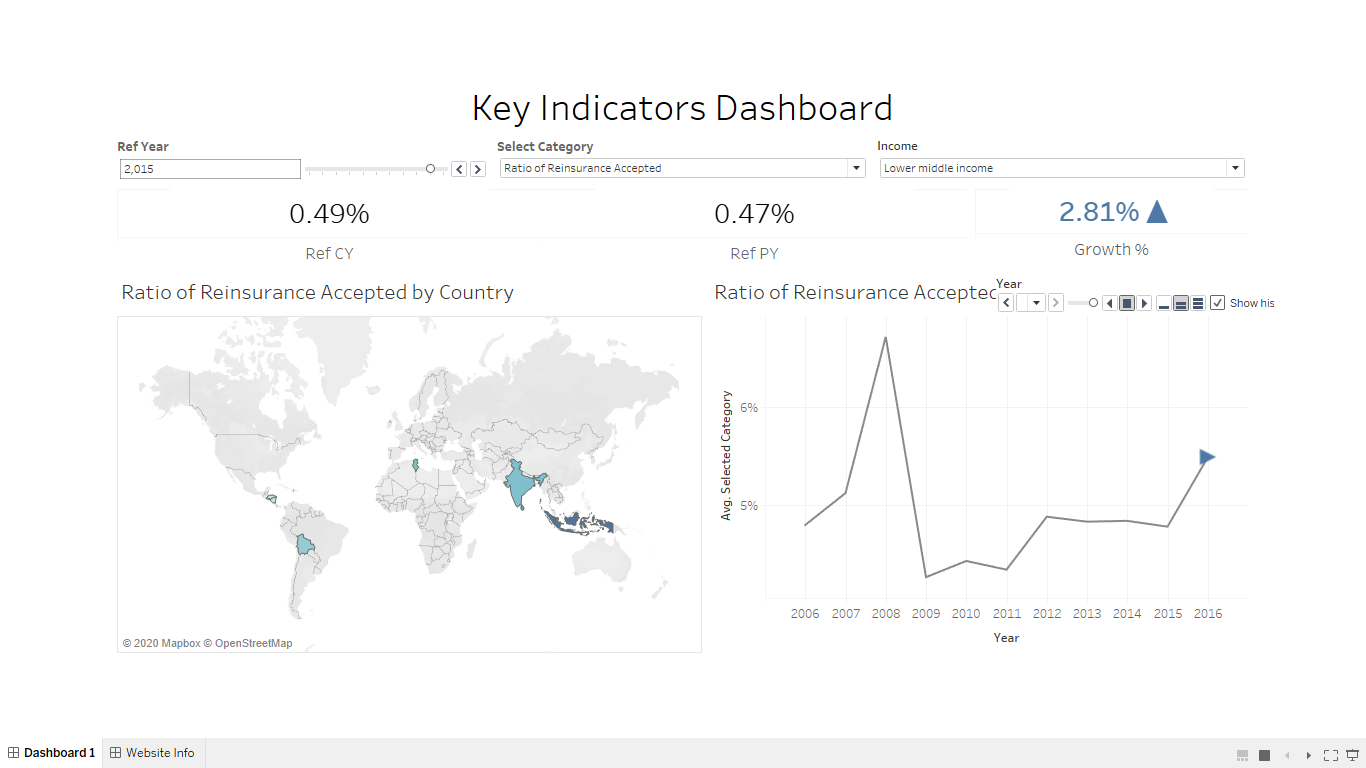 Key Indicators Dashboard
Ref Year
Select Category
Income
2,015
Ratio of Reinsurance Accepted
Lower middle income
0.49%
0.47%
2.81%
Ref CY
Ref PY
Growth %
Ratio of Reinsurance Accepted by Country
Ratio of Reinsurance Accepted
Year
Show his
Avg. Selected Category
6%
5%
2006 2007 2008 2009 2010 2011 2012 2013 2014 2015 2016
Year
© 2020 Mapbox © OpenStreetMap
Dashboard 1
Website Info